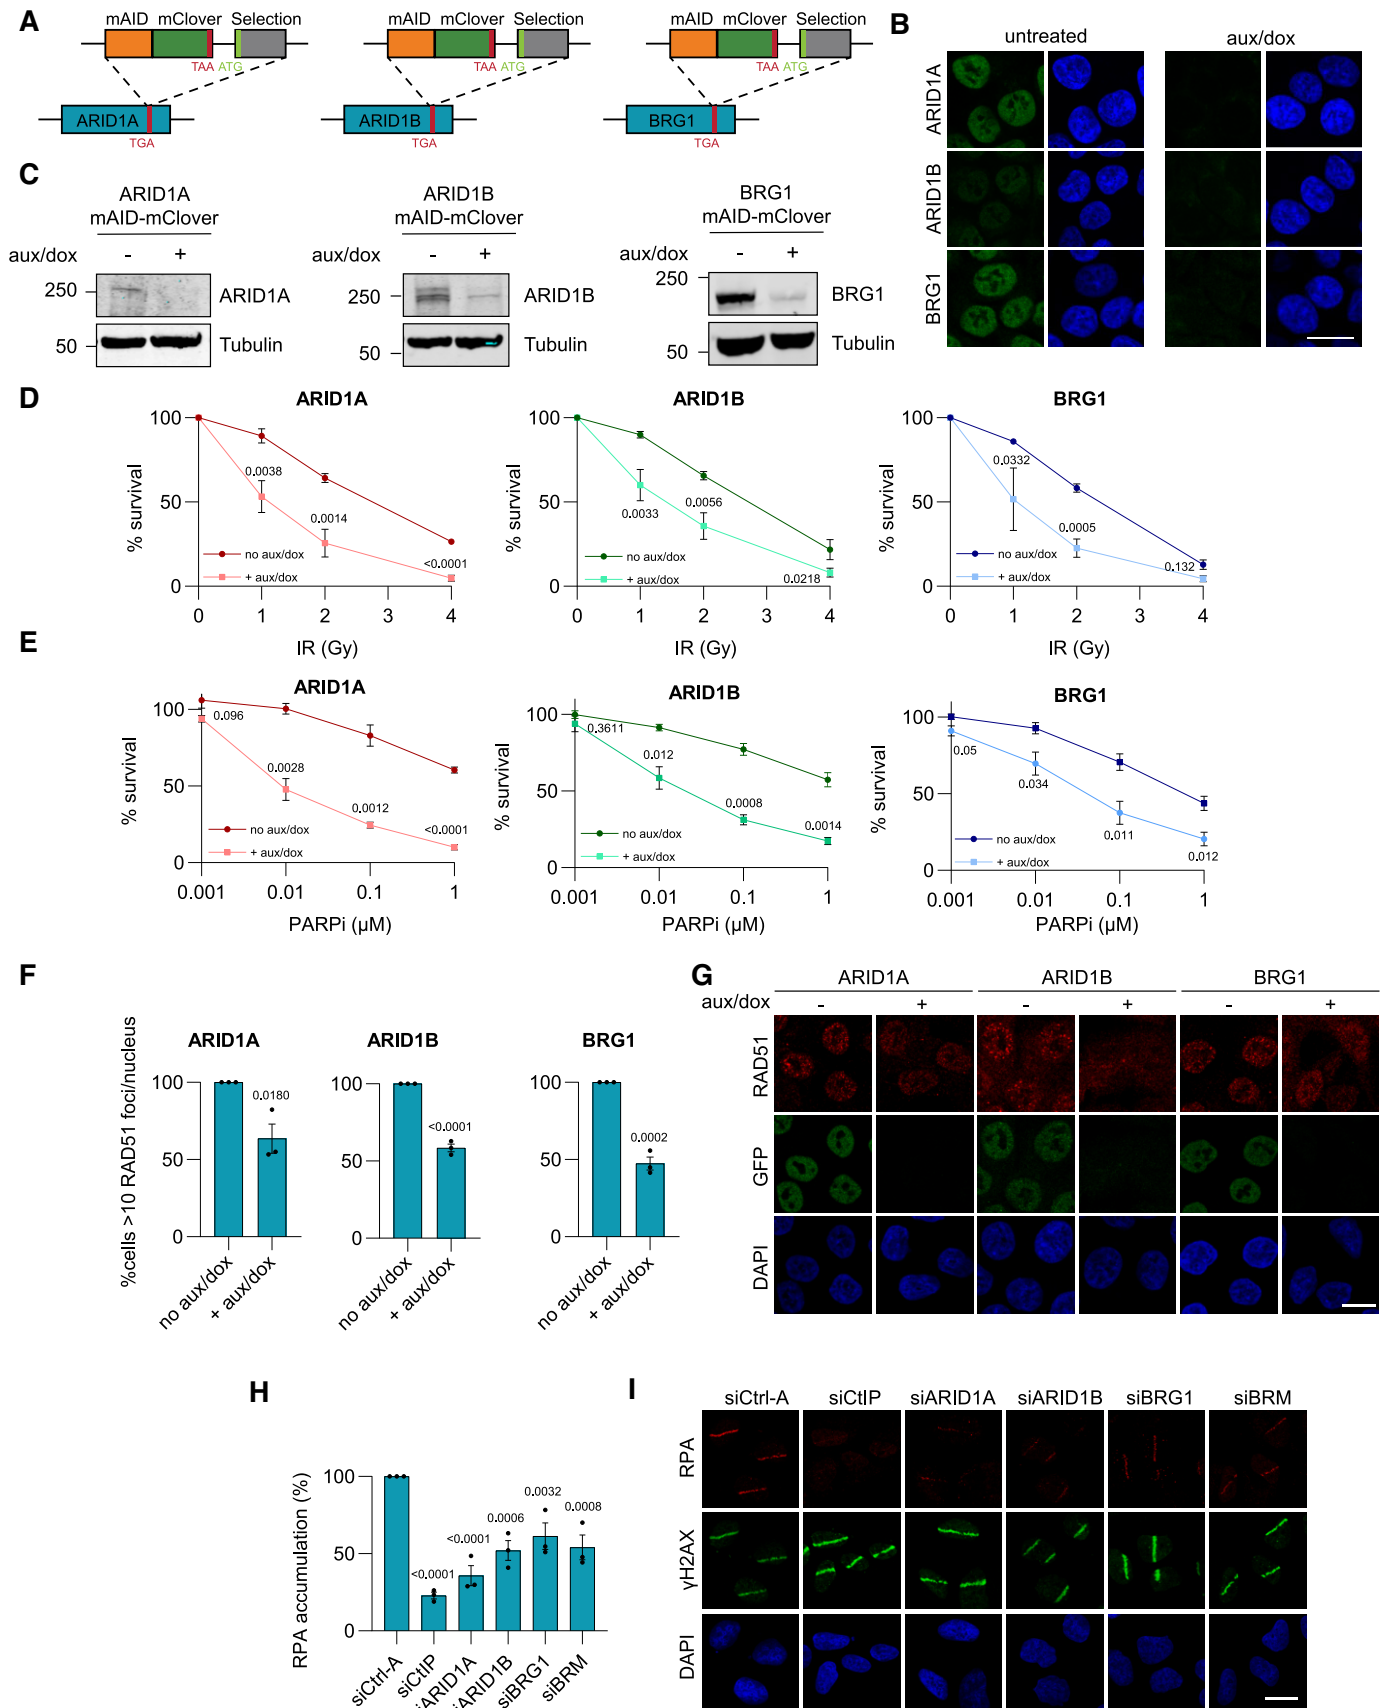 A
mAID mClover Selection
TAA ATG
ARID1A
TGA
mAID mClover Selection
TAA ATG
ARID1B
TGA
mAID mClover Selection
TAA ATG
BRG1
TGA
B
untreated aux/dox
ARID1A
ARID1B
BRG1
C
ARID1A
mAID-mClover
aux/dox - +
250 ARID1A
50 Tubulin
ARID1B
mAID-mClover
aux/dox - +
250 ARID1B
50 Tubulin
BRG1
mAID-mClover
aux/dox - +
250 BRG1
50 Tubulin
D
ARID1A
% survival
100
50
0
0.0038
0.0014
<0.0001
no aux/dox
+ aux/dox
0 1 2 3 4
IR (Gy)
ARID1B
% survival
100
50
0
0.0033
0.0056
0.0218
no aux/dox
+ aux/dox
0 1 2 3 4
IR (Gy)
BRG1
% survival
100
50
0
0.0332
0.0005
0.132
no aux/dox
+ aux/dox
0 1 2 3 4
IR (Gy)
E
ARID1A
% survival
100
50
0
0.096
0.0028
0.0012
<0.0001
no aux/dox
+ aux/dox
0.001 0.01 0.1 1
PARPi (µM)
ARID1B
% survival
100
50
0
0.3611
0.012
0.0008
0.0014
no aux/dox
+ aux/dox
0.001 0.01 0.1 1
PARPi (µM)
BRG1
% survival
100
50
0
0.05
0.034
0.011
0.012
no aux/dox
+ aux/dox
0.001 0.01 0.1 1
PARPi (µM)
F
%cells >10 RAD51 foci/nucleus
ARID1A
100
50
0
0.0180
no aux/dox
+ aux/dox
ARID1B
100
50
0
<0.0001
no aux/dox
+ aux/dox
BRG1
100
50
0
0.0002
no aux/dox
+ aux/dox
G
ARID1A ARID1B BRG1
aux/dox - + - + - +
RAD51
GFP
DAPI
H
RPA accumulation (%)
100
50
0
<0.0001
<0.0001
0.0006
0.0032
0.0008
siCtrl-A
siCtIP
siARID1A
siARID1B
siBRG1
siBRM
I
siCtrl-A siCtIP siARID1A siARID1B siBRG1 siBRM
RPA
γH2AX
DAPI